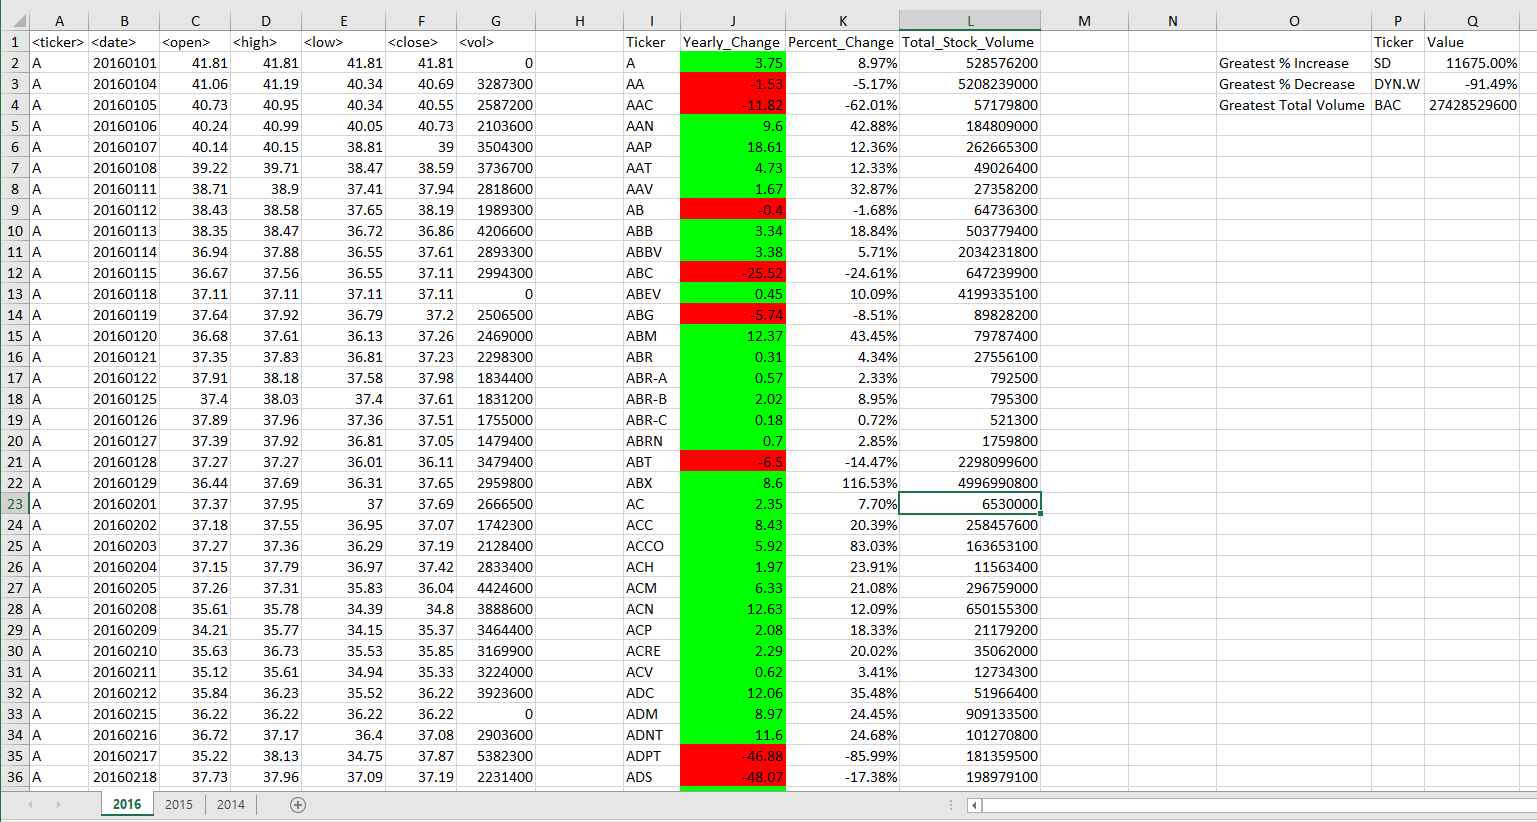 A B C D E F G H I J K L M N O P Q
1 <ticker> <date> <open> <high> <low> <close> <vol> Ticker Yearly_Change Percent_Change Total_Stock_Volume Ticker Value
2 A 20160101 41.81 41.81 41.81 41.81 0 A 3.75 8.97% 528576200 Greatest % Increase SD 11675.00%
3 A 20160104 41.06 41.19 40.34 40.69 3287300 AA -1.53 -5.17% 5208239000 Greatest % Decrease DYN.W -91.49%
4 A 20160105 40.73 40.95 40.34 40.55 2587200 AAC -11.82 -62.01% 57179800 Greatest Total Volume BAC 27428529600
5 A 20160106 40.24 40.99 40.05 40.73 2103600 AAN 9.6 42.88% 184809000
6 A 20160107 40.14 40.15 38.81 39 3504300 AAP 18.61 12.36% 262665300
7 A 20160108 39.22 39.71 38.47 38.59 3736700 AAT 4.73 12.33% 49026400
8 A 20160111 38.71 38.9 37.41 37.94 2818600 AAV 1.67 32.87% 27358200
9 A 20160112 38.43 38.58 37.65 38.19 1989300 AB -0.4 -1.68% 64736300
10 A 20160113 38.35 38.47 36.72 36.86 4206600 ABB 3.34 18.84% 503779400
11 A 20160114 36.94 37.88 36.55 37.61 2893300 ABBV 3.38 5.71% 2034231800
12 A 20160115 36.67 37.56 36.55 37.11 2994300 ABC -25.52 -24.61% 647239900
13 A 20160118 37.11 37.11 37.11 37.11 0 ABEV 0.45 10.09% 4199335100
14 A 20160119 37.64 37.92 36.79 37.2 2506500 ABG -5.74 -8.51% 89828200
15 A 20160120 36.68 37.61 36.13 37.26 2469000 ABM 12.37 43.45% 79787400
16 A 20160121 37.35 37.83 36.81 37.23 2298300 ABR 0.31 4.34% 27556100
17 A 20160122 37.91 38.18 37.58 37.98 1834400 ABR-A 0.57 2.33% 792500
18 A 20160125 37.4 38.03 37.4 37.61 1831200 ABR-B 2.02 8.95% 795300
19 A 20160126 37.89 37.96 37.36 37.51 1755000 ABR-C 0.18 0.72% 521300
20 A 20160127 37.39 37.92 36.81 37.05 1479400 ABRN 0.7 2.85% 1759800
21 A 20160128 37.27 37.27 36.01 36.11 3479400 ABT -6.5 -14.47% 2298099600
22 A 20160129 36.44 37.69 36.31 37.65 2959800 ABX 8.6 116.53% 4996990800
23 A 20160201 37.37 37.95 37 37.69 2666500 AC 2.35 7.70% 6530000
24 A 20160202 37.18 37.55 36.95 37.07 1742300 ACC 8.43 20.39% 258457600
25 A 20160203 37.27 37.36 36.29 37.19 2128400 ACCO 5.92 83.03% 163653100
26 A 20160204 37.15 37.79 36.97 37.42 2833400 ACH 1.97 23.91% 11563400
27 A 20160205 37.26 37.31 35.83 36.04 4424600 ACM 6.33 21.08% 296759000
28 A 20160208 35.61 35.78 34.39 34.8 3888600 ACN 12.63 12.09% 650155300
29 A 20160209 34.21 35.77 34.15 35.37 3464400 ACP 2.08 18.33% 21179200
30 A 20160210 35.63 36.73 35.53 35.85 3169900 ACRE 2.29 20.02% 35062000
31 A 20160211 35.12 35.61 34.94 35.33 3224000 ACV 0.62 3.41% 12734300
32 A 20160212 35.84 36.23 35.52 36.22 3923600 ADC 12.06 35.48% 51966400
33 A 20160215 36.22 36.22 36.22 36.22 0 ADM 8.97 24.45% 909133500
34 A 20160216 36.72 37.17 36.4 37.08 2903600 ADNT 11.6 24.68% 101270800
35 A 20160217 35.22 38.13 34.75 37.87 5382300 ADPT -46.88 -85.99% 181359500
36 A 20160218 37.73 37.96 37.09 37.19 2231400 ADS -48.07 -17.38% 198979100
2016 2015 2014